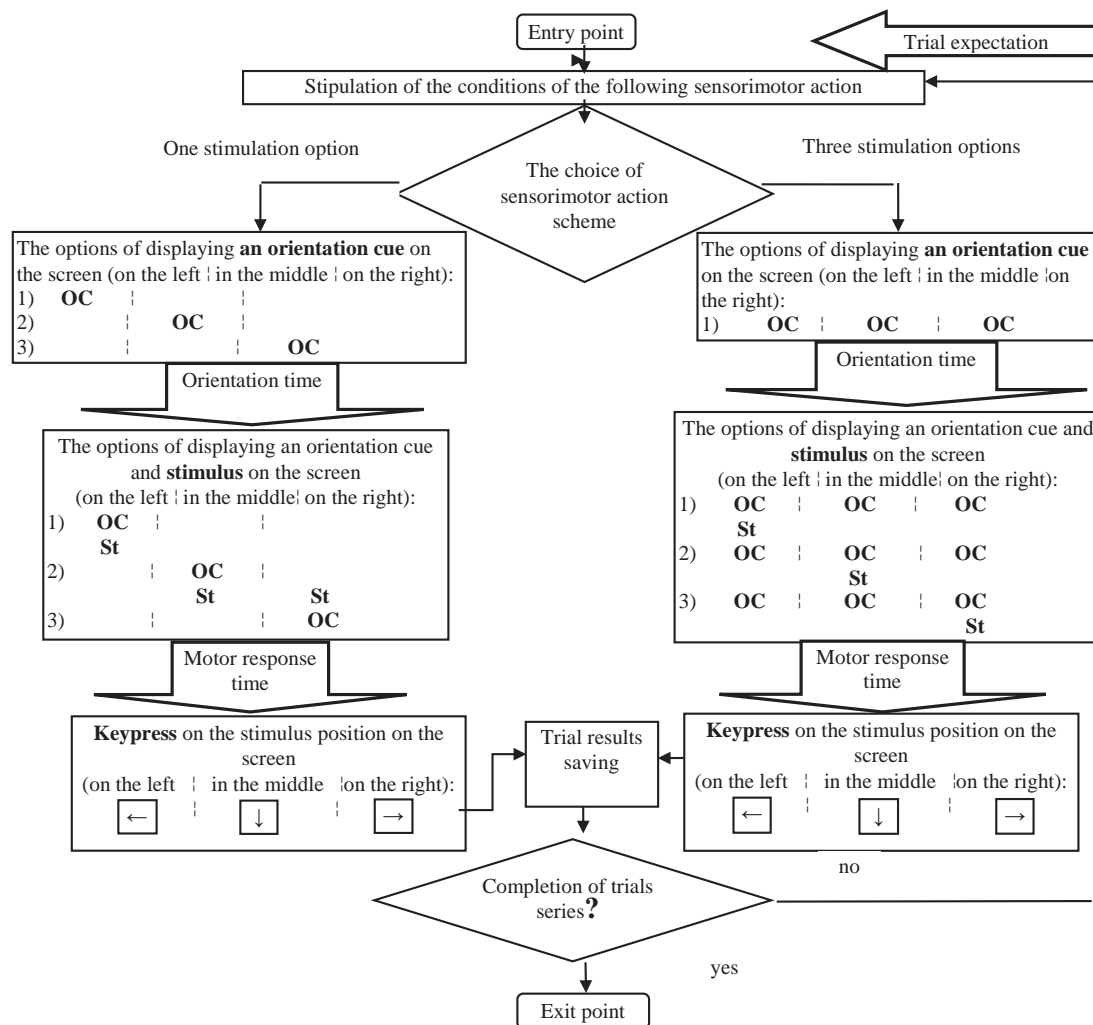 Entry point
Trial expectation
Stipulation of the conditions of the following sensorimotor action
One stimulation option
Three stimulation options
The choice of
sensorimotor action
scheme
The options of displaying an orientation cue on
the screen (on the left ¦ in the middle ¦ on the right):
1) OC ¦ ¦
2) ¦ OC ¦
3) ¦ ¦ OC
Orientation time
The options of displaying an orientation cue
and stimulus on the screen
(on the left ¦ in the middle¦ on the right):
1) OC ¦ ¦
St
2) ¦ OC ¦
St St
3) ¦ ¦ OC
Motor response
time
Keypress on the stimulus position on the
screen
(on the left ¦ in the middle ¦on the right):
← ¦ ↓ ¦ →
The options of displaying an orientation cue
on the screen (on the left ¦ in the middle ¦on
the right):
1) OC ¦ OC ¦ OC
Orientation time
The options of displaying an orientation cue and
stimulus on the screen
(on the left ¦ in the middle¦ on the right):
1) OC ¦ OC ¦ OC
St
2) OC ¦ OC ¦ OC
St
3) OC ¦ OC ¦ OC
St
Motor response
time
Keypress on the stimulus position on the
screen
(on the left ¦ in the middle ¦on the right):
← ¦ ↓ ¦ →
Trial results
saving
no
Completion of trials
series?
yes
Exit point